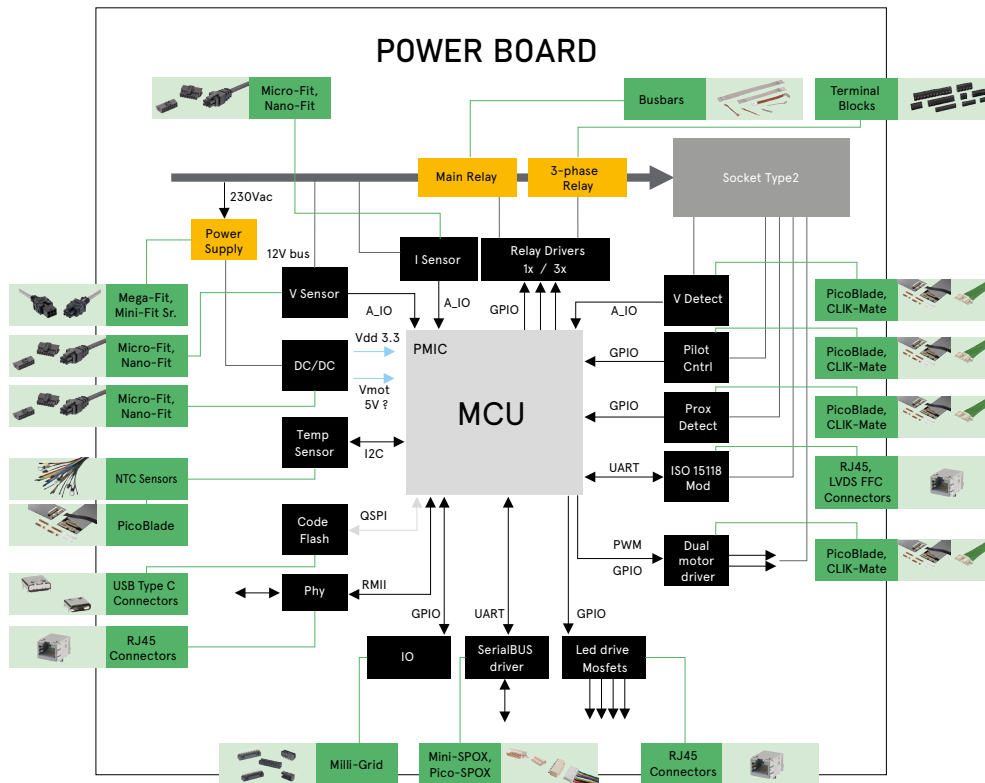 POWER BOARD
Micro-Fit,
Nano-Fit
Busbars
Terminal
Blocks
Main Relay
3-phase
Relay
Socket Type2
230Vac
Power
Supply
12V bus
I Sensor
Relay Drivers
1x / 3x
V Sensor
V Detect
Mega-Fit,
Mini-Fit Sr.
PicoBlade,
CLIK-Mate
A_IO
A_IO
GPIO
A_IO
Vdd 3.3
PMIC
Micro-Fit,
Nano-Fit
DC/DC
GPIO
Pilot
Cntrl
PicoBlade,
CLIK-Mate
Vmot
5V ?
Micro-Fit,
Nano-Fit
MCU
GPIO
Prox
Detect
PicoBlade,
CLIK-Mate
Temp
Sensor
I2C
NTC Sensors
UART
ISO 15118
Mod
RJ45,
LVDS FFC
Connectors
PicoBlade
Code
Flash
QSPI
PWM
GPIO
Dual
motor
driver
PicoBlade,
CLIK-Mate
USB Type C
Connectors
Phy
RMII
GPIO
UART
GPIO
RJ45
Connectors
IO
SerialBUS
driver
Led drive
Mosfets
Milli-Grid
Mini-SPOX,
Pico-SPOX
RJ45
Connectors